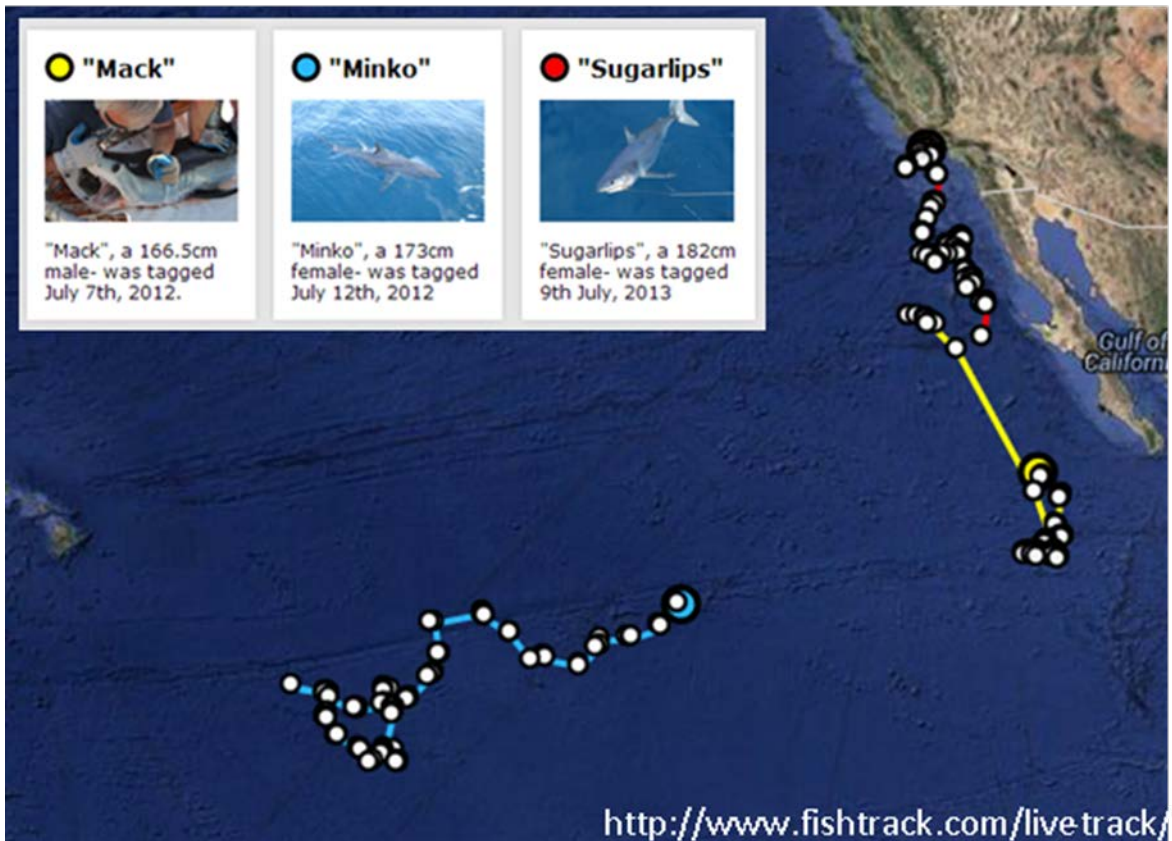 "Mack"
"Mack", a 166.5cm
male- was tagged
July 7th, 2012.
"Minko"
"Minko", a 173cm
female- was tagged
July 12th, 2012
"Sugarlips"
"Sugarlips", a 182cm
female- was tagged
9th July, 2013
Gulf of
Californ
http://www.fishtrack.com/livetrack/